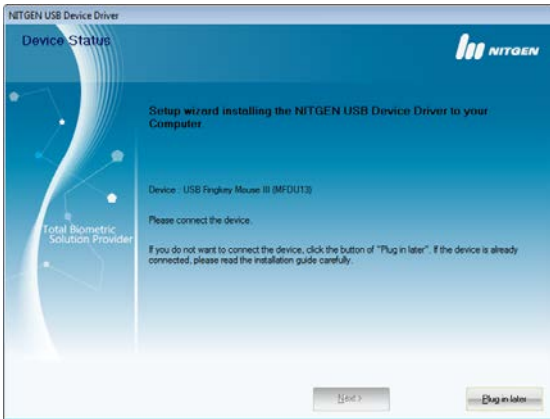 NITGEN USB Device Driver
Device Status
NITGEN
Setup wizard installing the NITGEN USB Device Driver to your
Computer.
Device : USB Fingkey Mouse III (MFDU13)
Please connect the device.
If you do not want to connect the device, click the button of "Plug in later". If the device is already
connected, please read the installation guide carefully.
Total Biometric
Solution Provider
Next >
Plug in later